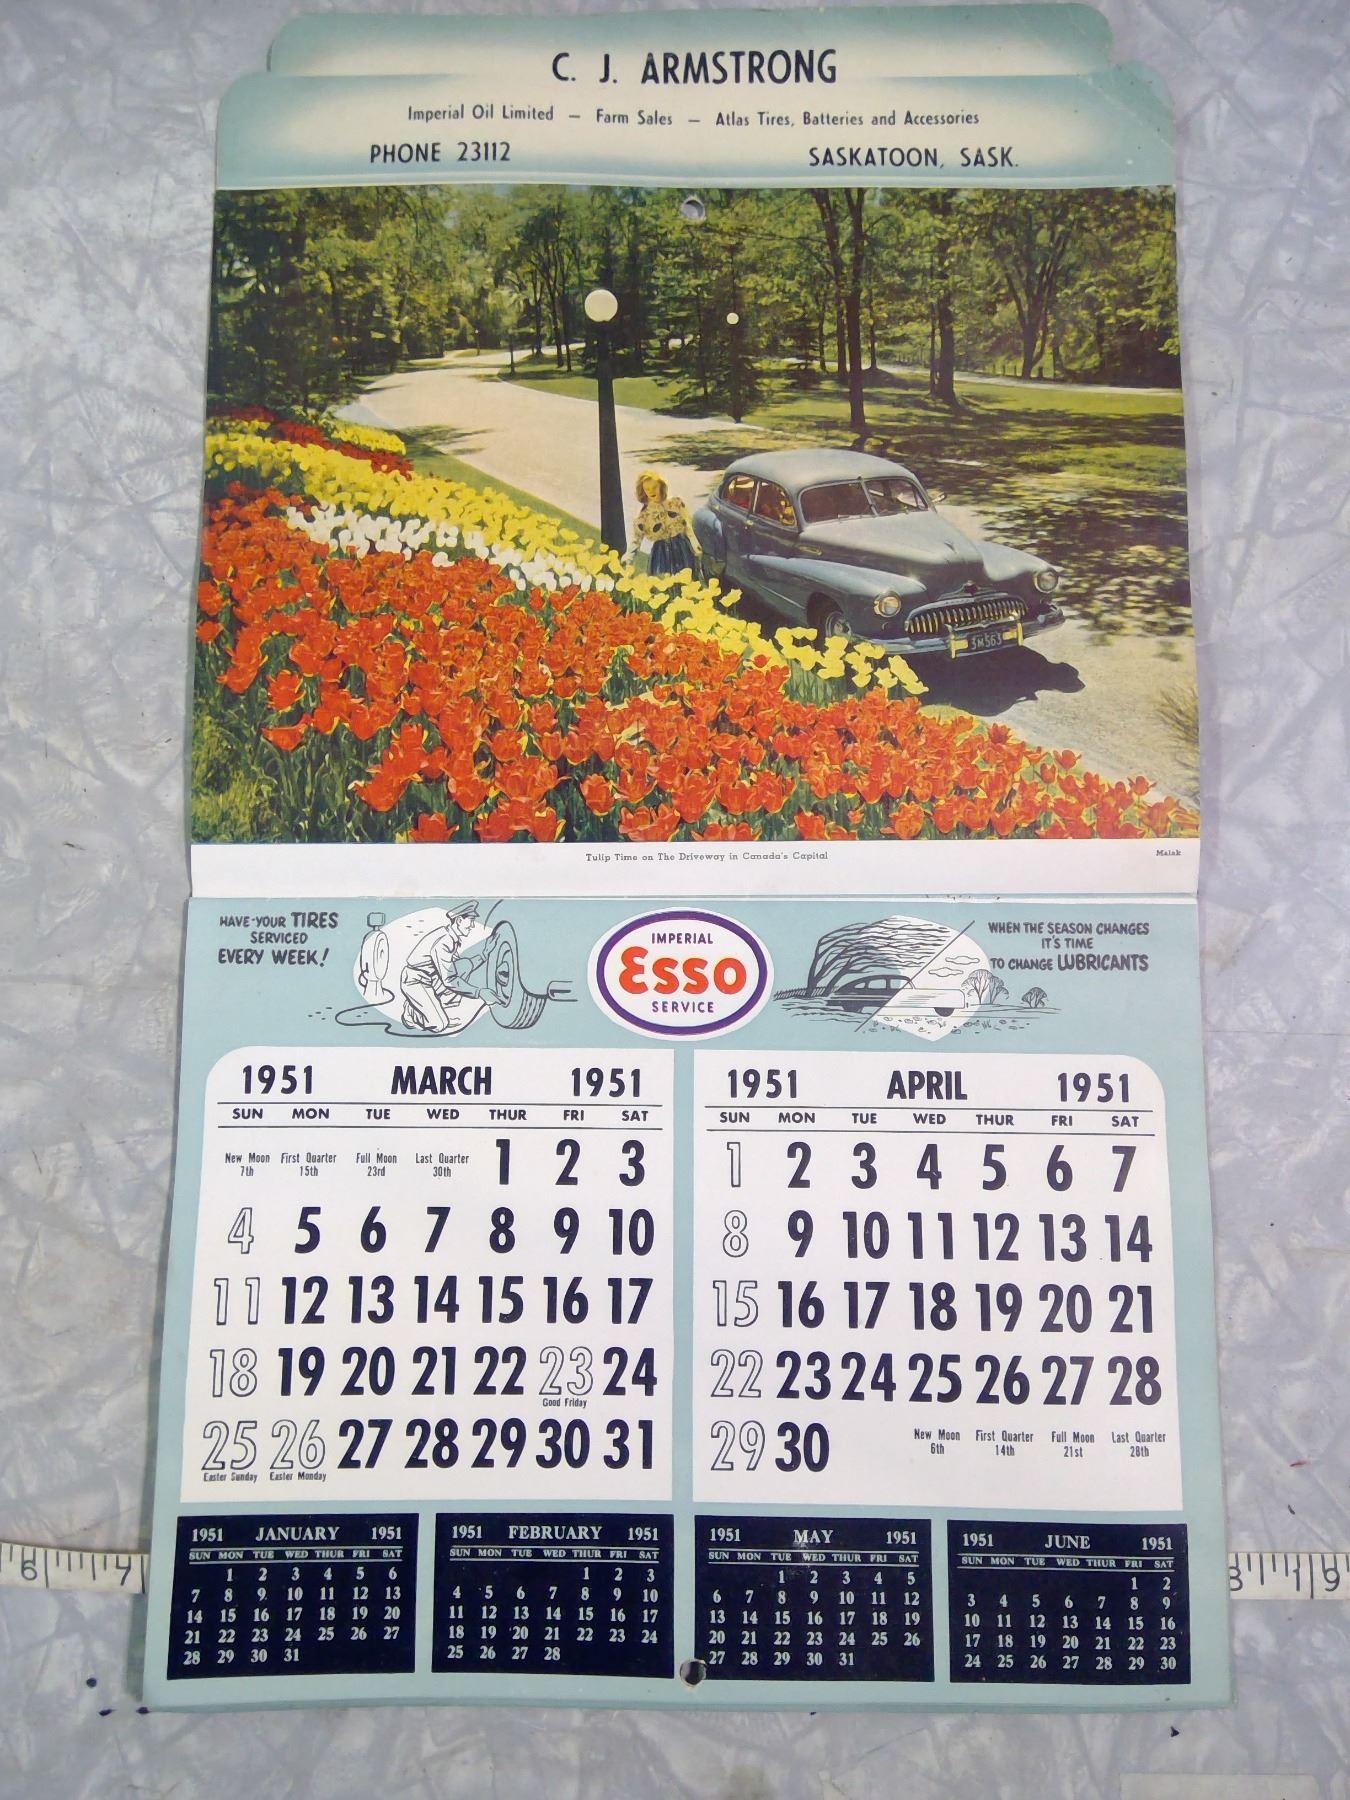 C. J. ARMSTRONG
Imperial Oil Limited — Farm Sales — Atlas Tires, Batteries and Accessories
PHONE 23112 SASKATOON, SASK.
3M563
Tulip Time on The Driveway in Canada's Capital
Malak
HAVE YOUR TIRES
SERVICED
EVERY WEEK!
IMPERIAL
Esso
SERVICE
WHEN THE SEASON CHANGES
IT'S TIME
TO CHANGE LUBRICANTS
1951 MARCH 1951
SUN MON TUE WED THUR FRI SAT
New Moon First Quarter Full Moon Last Quarter
7th 15th 23rd 30th
1 2 3
4 5 6 7 8 9 10
11 12 13 14 15 16 17
18 19 20 21 22 23 24
Good Friday
25 26 27 28 29 30 31
Easter Sunday Easter Monday
1951 APRIL 1951
SUN MON TUE WED THUR FRI SAT
1 2 3 4 5 6 7
8 9 10 11 12 13 14
15 16 17 18 19 20 21
22 23 24 25 26 27 28
29 30
New Moon First Quarter Full Moon Last Quarter
6th 14th 21st 28th
1951 JANUARY 1951
SUN MON TUE WED THUR FRI SAT
1 2 3 4 5 6
7 8 9 10 11 12 13
14 15 16 17 18 19 20
21 22 23 24 25 26 27
28 29 30 31
1951 FEBRUARY 1951
SUN MON TUE WED THUR FRI SAT
1 2 3
4 5 6 7 8 9 10
11 12 13 14 15 16 17
18 19 20 21 22 23 24
25 26 27 28
1951 MAY 1951
SUN MON TUE WED THUR FRI SAT
1 2 3 4 5
6 7 8 9 10 11 12
13 14 15 16 17 18 19
20 21 22 23 24 25 26
27 28 29 30 31
1951 JUNE 1951
SUN MON TUE WED THUR FRI SAT
1 2
3 4 5 6 7 8 9
10 11 12 13 14 15 16
17 18 19 20 21 22 23
24 25 26 27 28 29 30
6 7
8 1 9